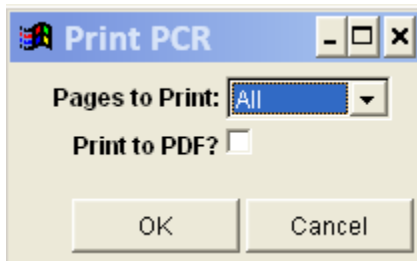 Print PCR
Pages to Print: All
Print to PDF?
OK Cancel